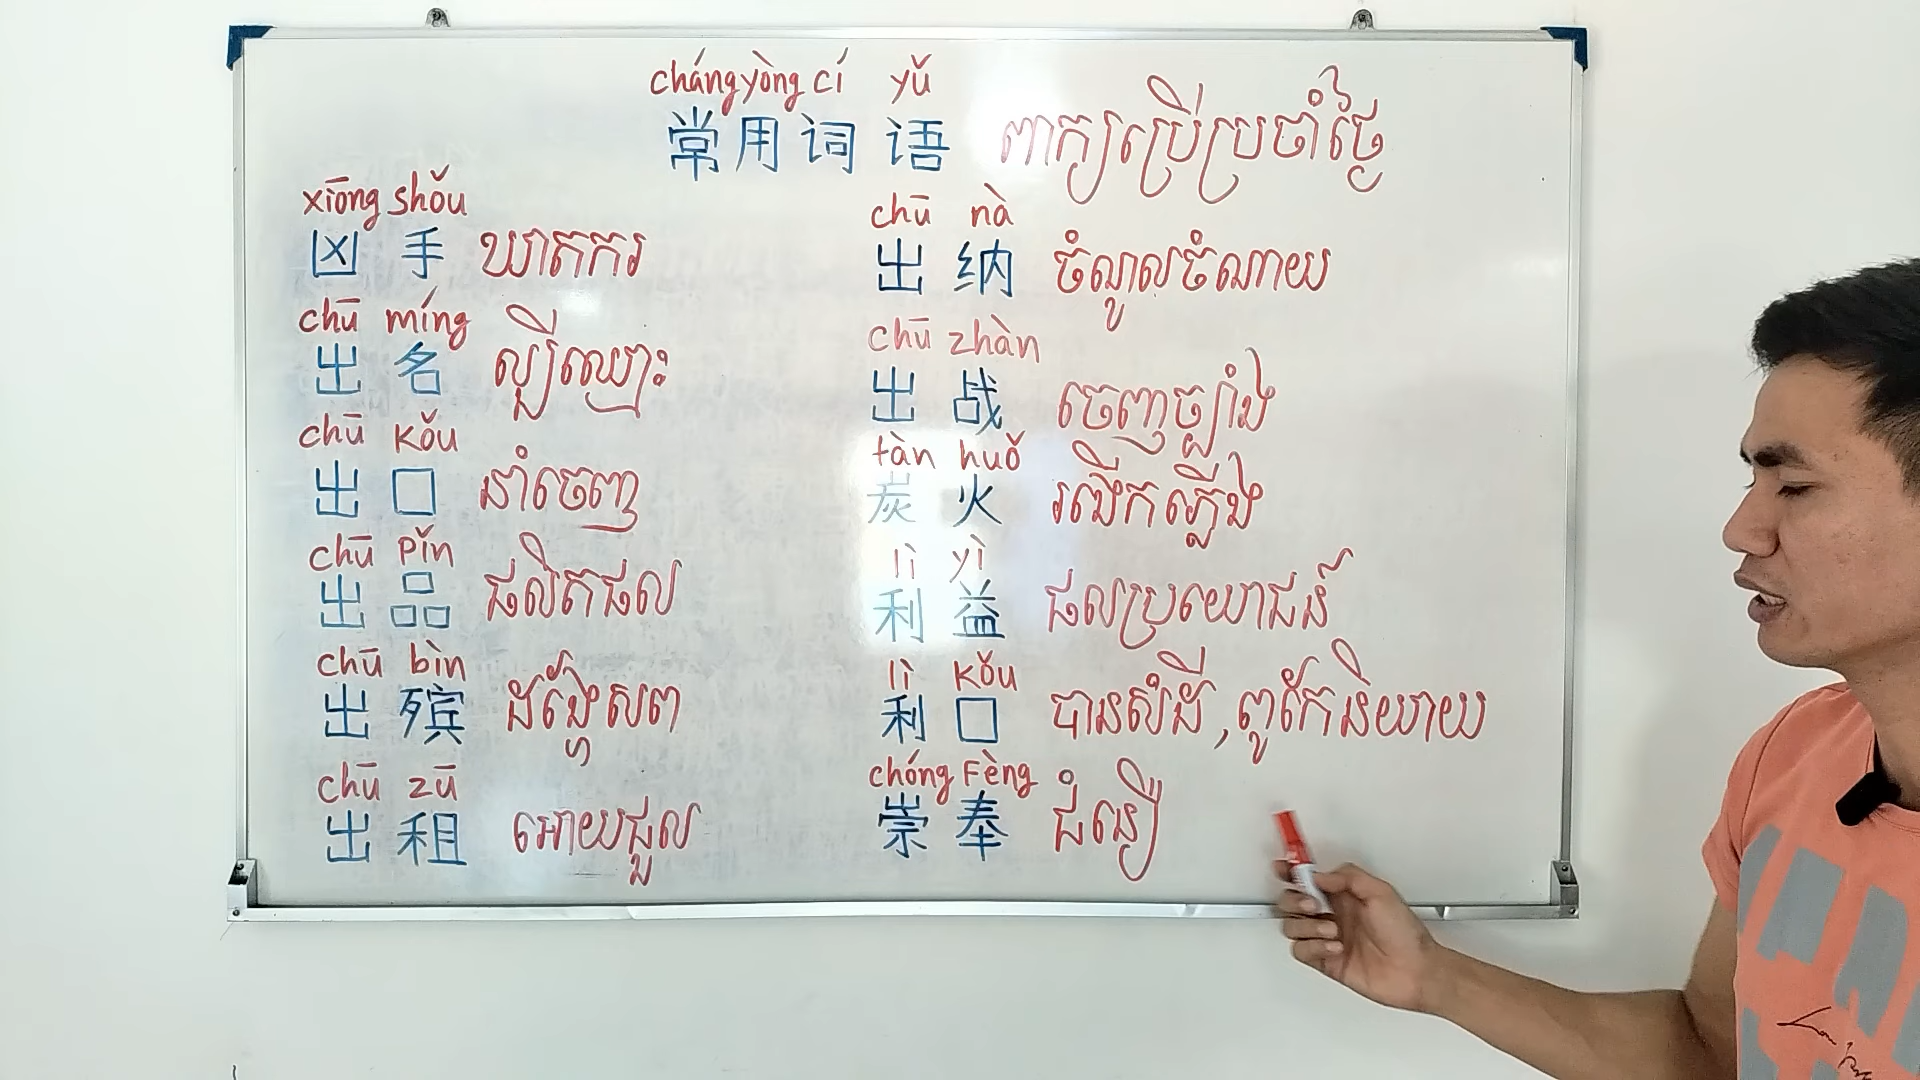 chángyòng cí yǔ
常用词语 ពាក្យប្រើប្រចាំថ្ងៃ
xiōng shǒu
凶手 ឃាតករ
chū míng
出名 ល្បីឈ្មោះ
chū kǒu
出口 នាំចេញ
chū pǐn
出品 ផលិតផល
chū bìn
出殡 ដង្ហែសព
chū zū
出租 អោយជួល
chū nà
出纳 ចំណូលចំណាយ
chū zhàn
出战 ចេញច្បាំង
tàn huǒ
炭火 រងើកភ្លើង
lì yì
利益 ផលប្រយោជន៍
lì kǒu
利口 បានសំដី, ពូកែនិយាយ
chóng Fèng
崇奉 ជំនឿ